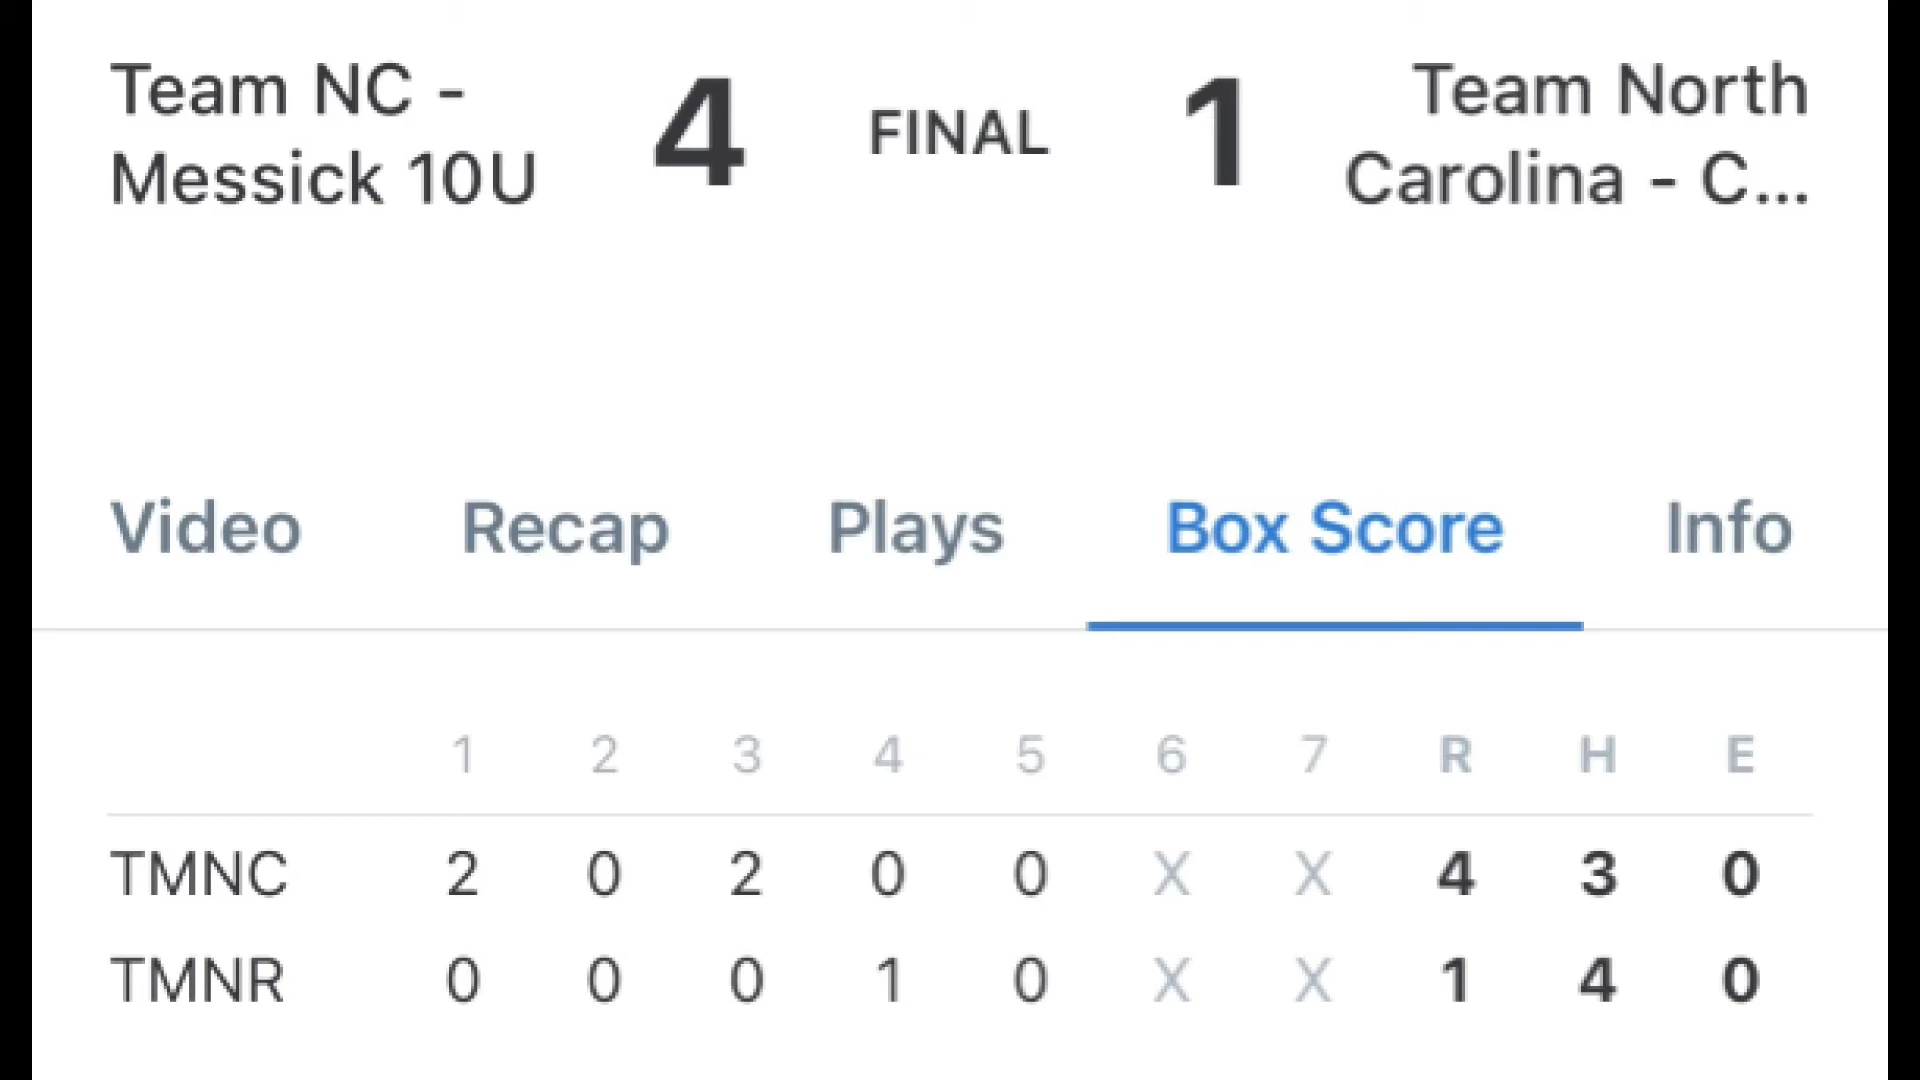 Team NC -
Messick 10U
4
FINAL
1
Team North
Carolina - C...
Video Recap Plays Box Score Info
1 2 3 4 5 6 7 R H E
TMNC 2 0 2 0 0 X X 4 3 0
TMNR 0 0 0 1 0 X X 1 4 0